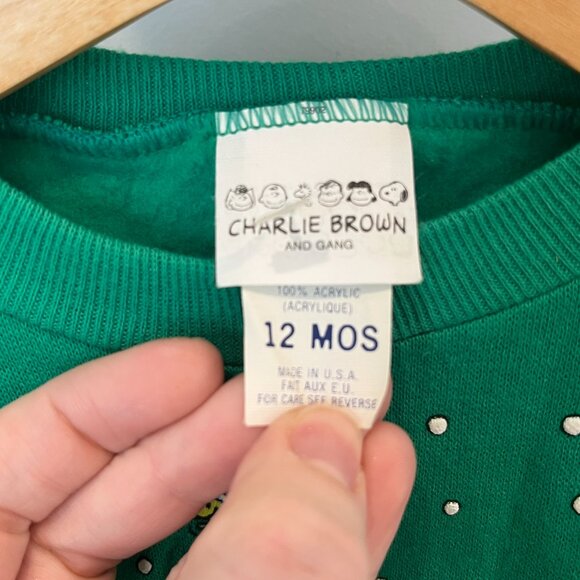 CHARLIE BROWN
AND GANG
100% ACRYLIC
(ACRYLIQUE)
12 MOS
MADE IN U.S.A.
FAIT AUX E.U.
FOR CARE SEE REVERSE